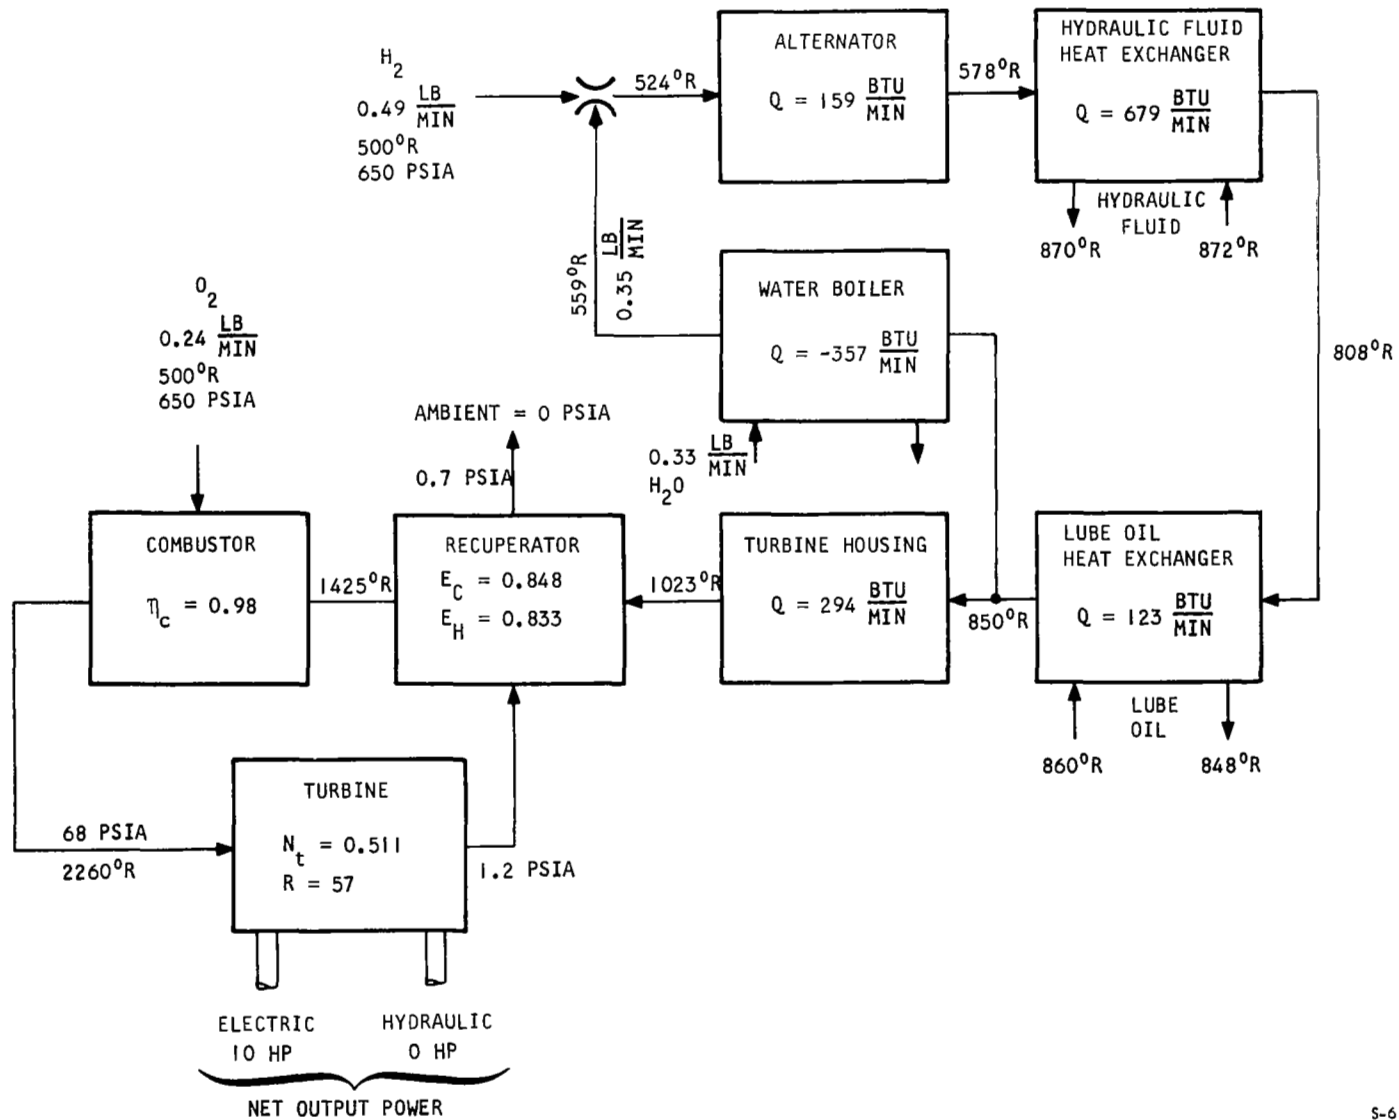 H2
0.49 LB/MIN
500°R
650 PSIA
524°R
ALTERNATOR
Q = 159 BTU/MIN
578°R
HYDRAULIC FLUID
HEAT EXCHANGER
Q = 679 BTU/MIN
HYDRAULIC
FLUID
870°R
872°R
808°R
559°R
0.35 LB/MIN
WATER BOILER
Q = -357 BTU/MIN
0.33 LB/MIN
H2O
O2
0.24 LB/MIN
500°R
650 PSIA
AMBIENT = 0 PSIA
0.7 PSIA
COMBUSTOR
ηc = 0.98
1425°R
RECUPERATOR
EC = 0.848
EH = 0.833
1023°R
TURBINE HOUSING
Q = 294 BTU/MIN
850°R
LUBE OIL
HEAT EXCHANGER
Q = 123 BTU/MIN
LUBE
OIL
860°R
848°R
68 PSIA
2260°R
TURBINE
Nt = 0.511
R = 57
1.2 PSIA
ELECTRIC
10 HP
HYDRAULIC
0 HP
NET OUTPUT POWER
S-6